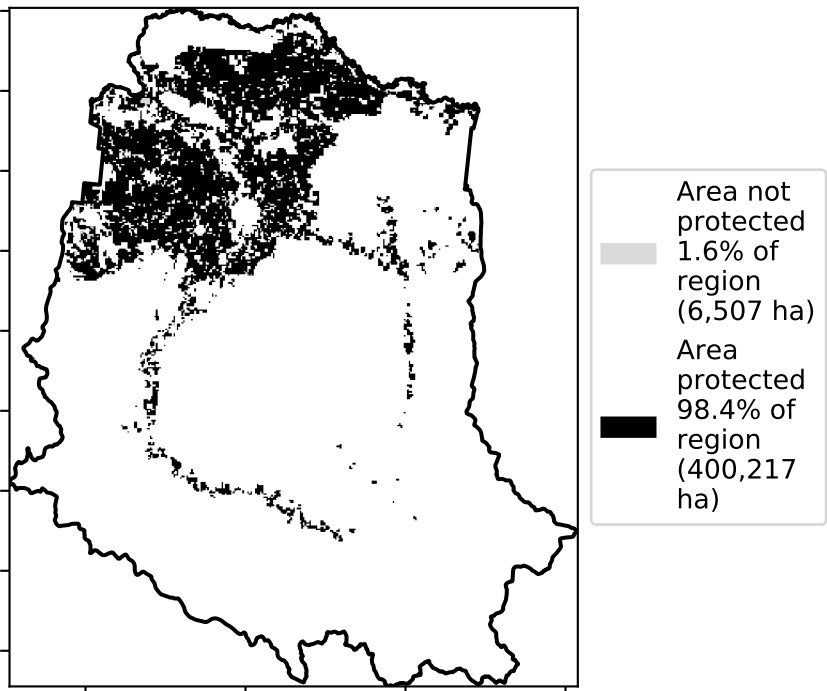 Area not
protected
1.6% of
region
(6,507 ha)
Area
protected
98.4% of
region
(400,217
ha)